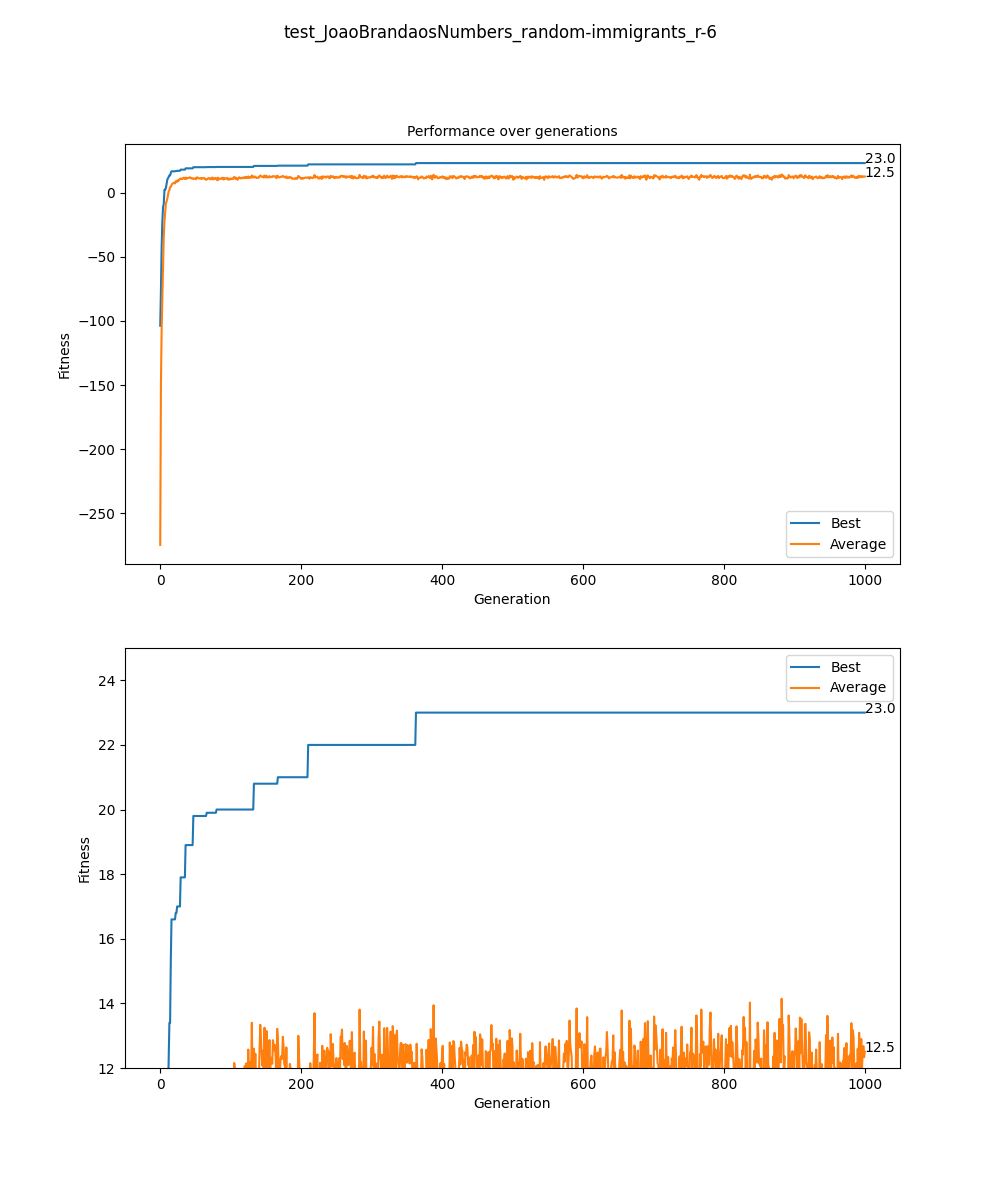 test_JoaoBrandaosNumbers_random-immigrants_r-6
Performance over generations
23.0
12.5
0
−50
−100
−150
−200
−250
Fitness
Best
Average
0 200 400 600 800 1000
Generation
24
22
20
18
16
14
12
Fitness
Best
Average
23.0
12.5
0 200 400 600 800 1000
Generation